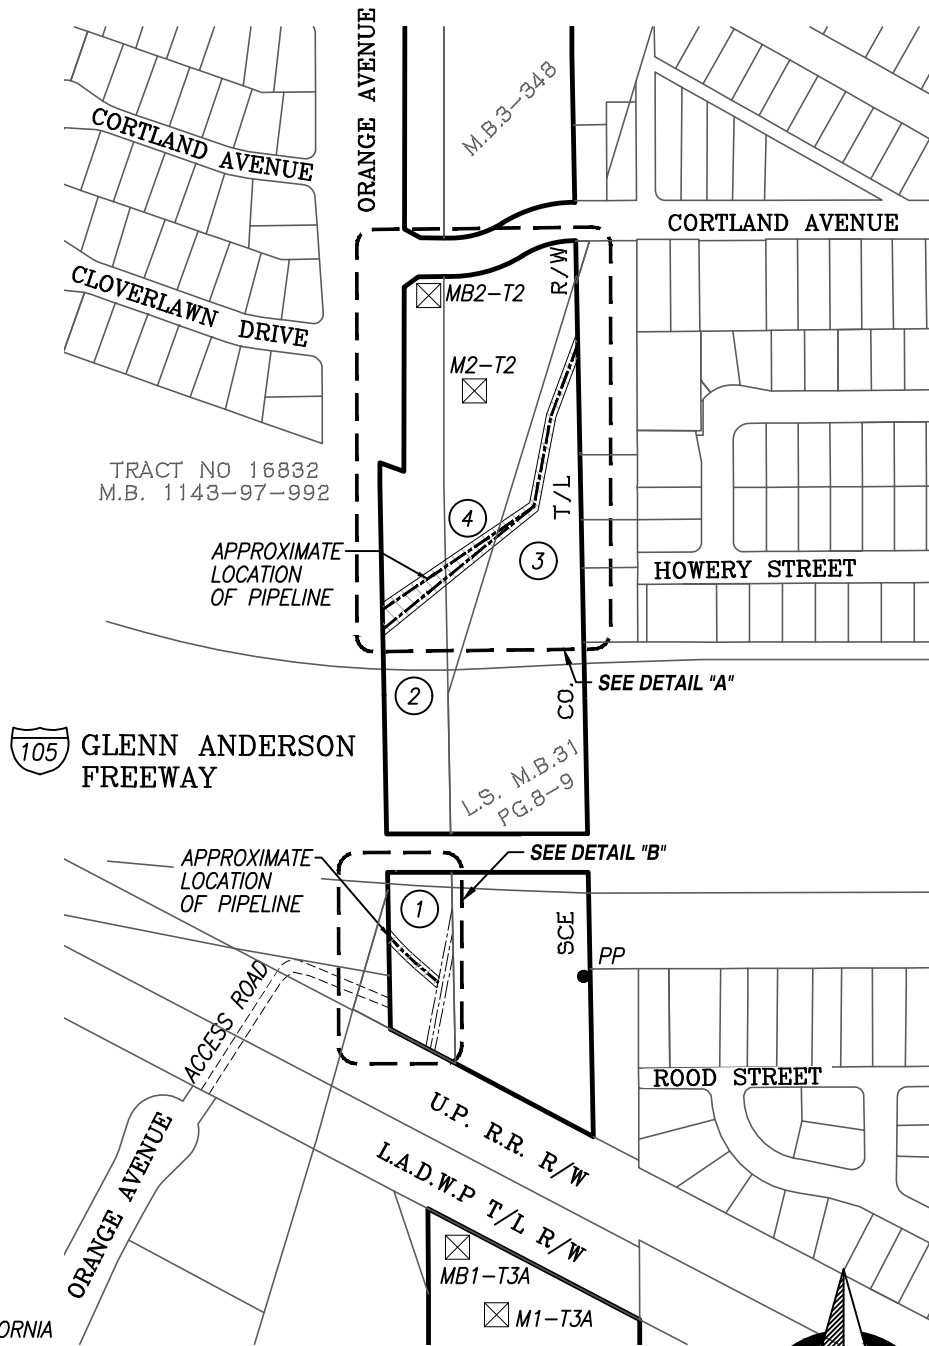 ORANGE AVENUE
M.B.3-348
CORTLAND AVENUE
CORTLAND AVENUE
R/W
CLOVERLAWN DRIVE
MB2-T2
M2-T2
TRACT NO 16832
M.B. 1143-97-992
T/L
4
3
APPROXIMATE
LOCATION
OF PIPELINE
HOWERY STREET
SEE DETAIL "A"
2
CO.
105
GLENN ANDERSON
FREEWAY
L.S. M.B.31
PG.8-9
APPROXIMATE
LOCATION
OF PIPELINE
SEE DETAIL "B"
1
SCE
PP
ACCESS ROAD
ROOD STREET
U.P. R.R. R/W
L.A.D.W.P T/L R/W
ORANGE AVENUE
MB1-T3A
M1-T3A
ORNIA